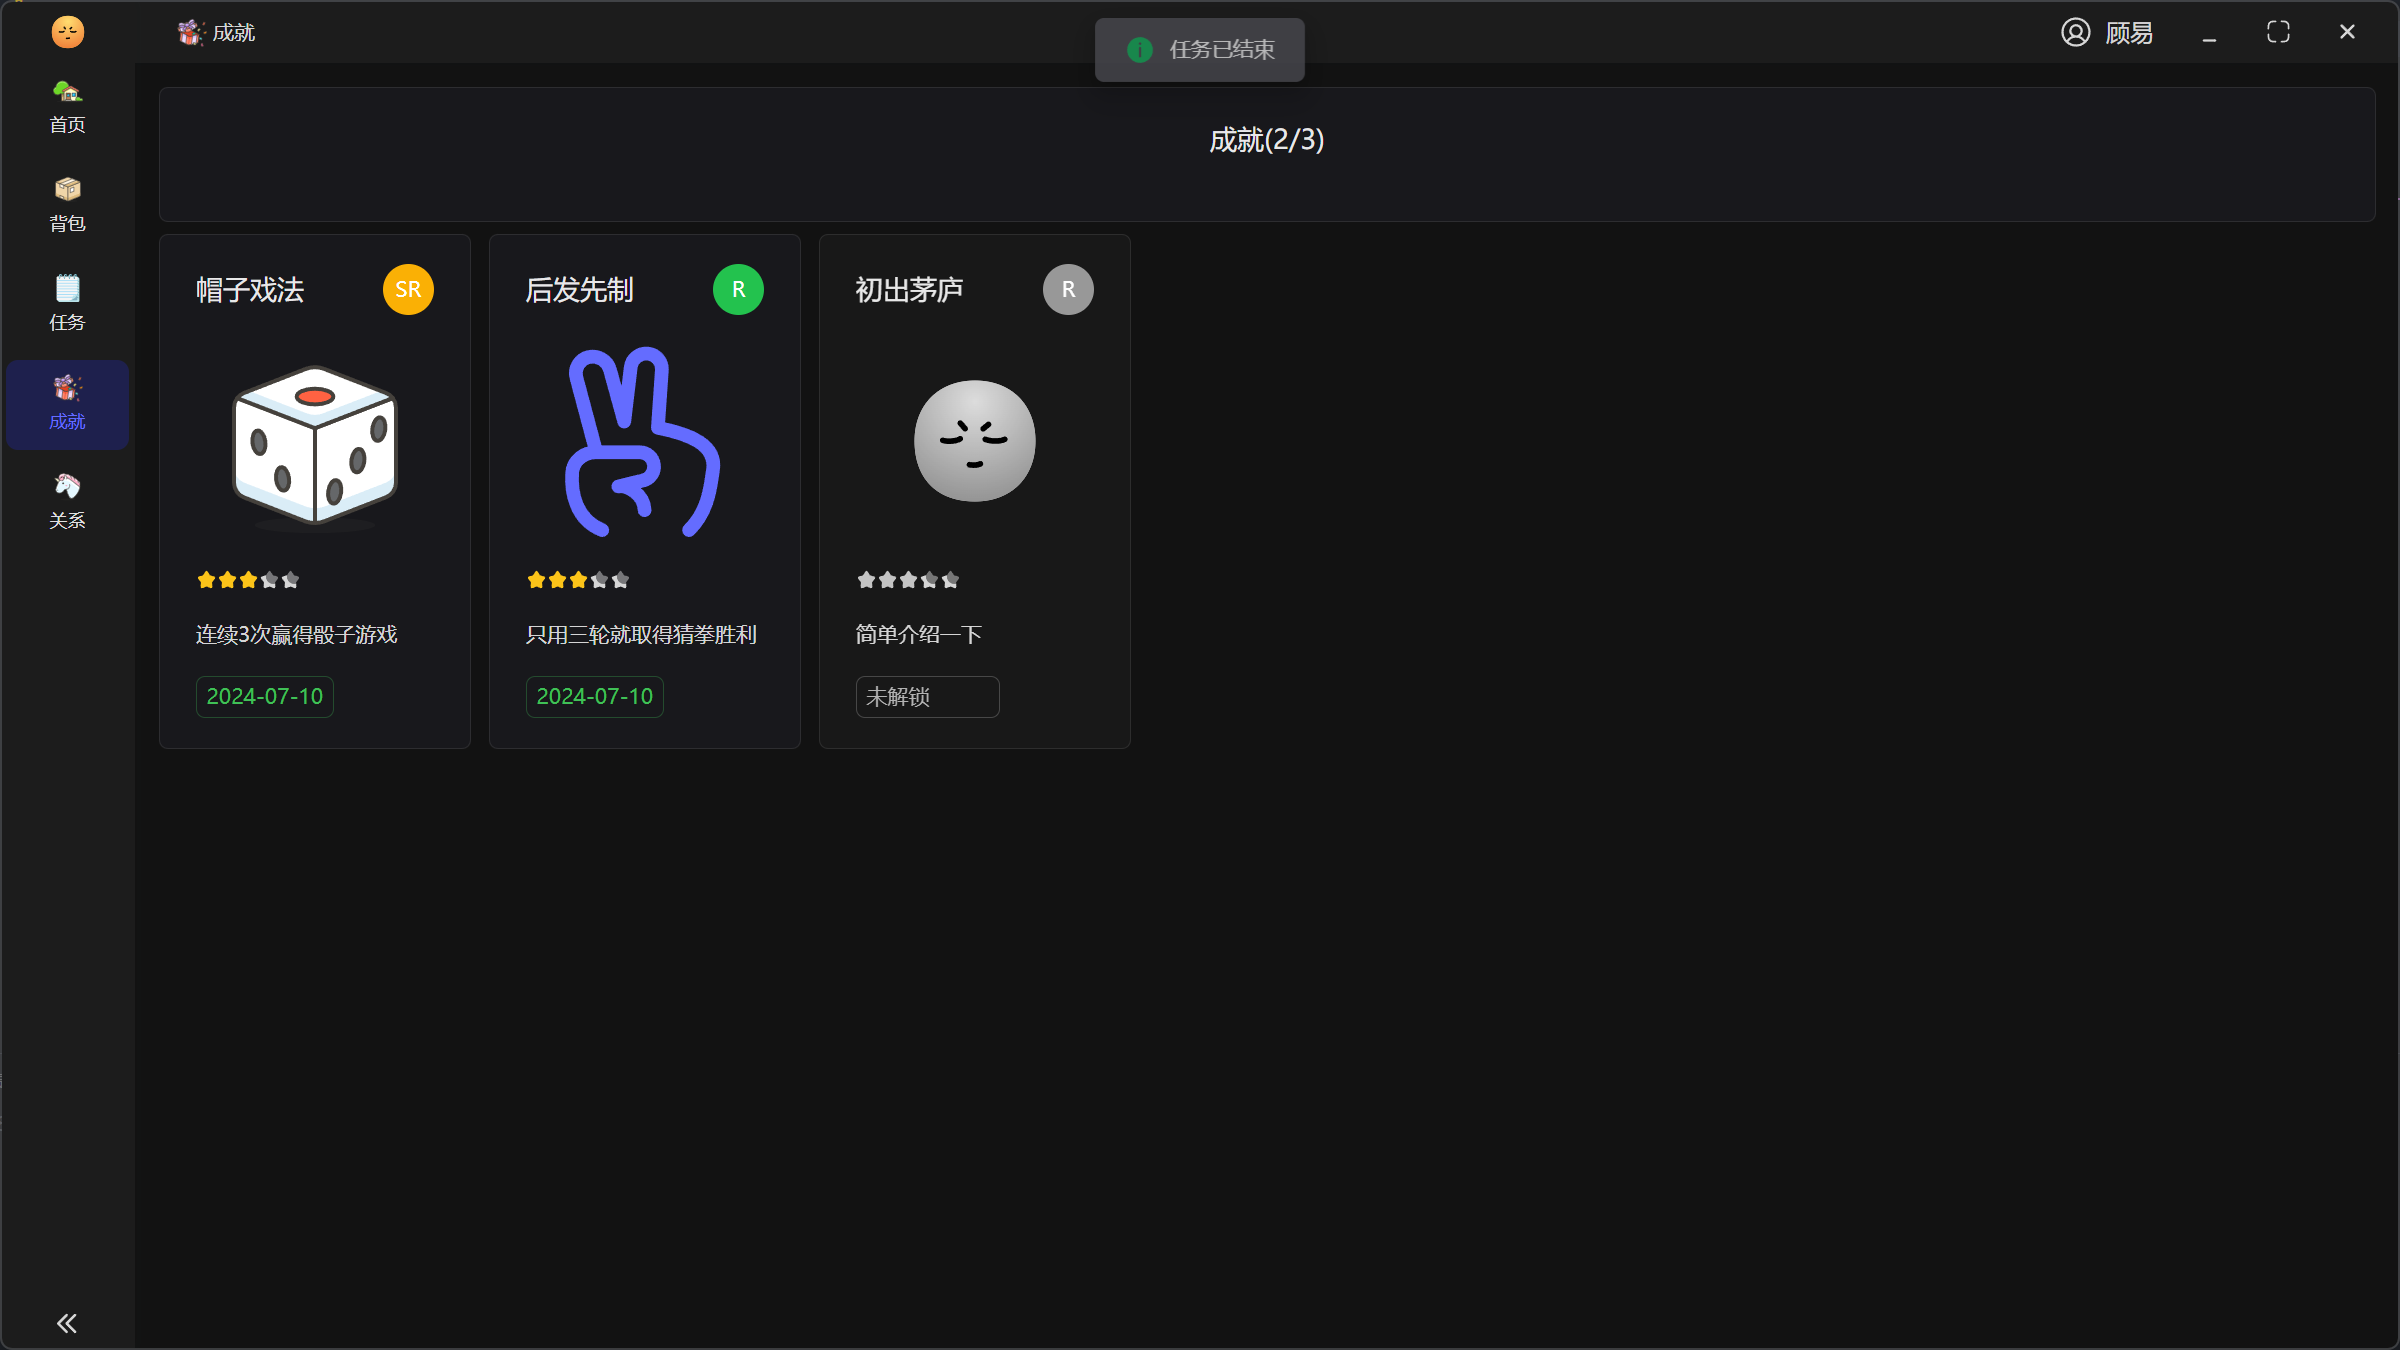 成就
任务已结束
顾易
首页
背包
任务
成就
关系
成就(2/3)
帽子戏法 SR
连续3次赢得骰子游戏
2024-07-10
后发先制 R
只用三轮就取得猜拳胜利
2024-07-10
初出茅庐 R
简单介绍一下
未解锁